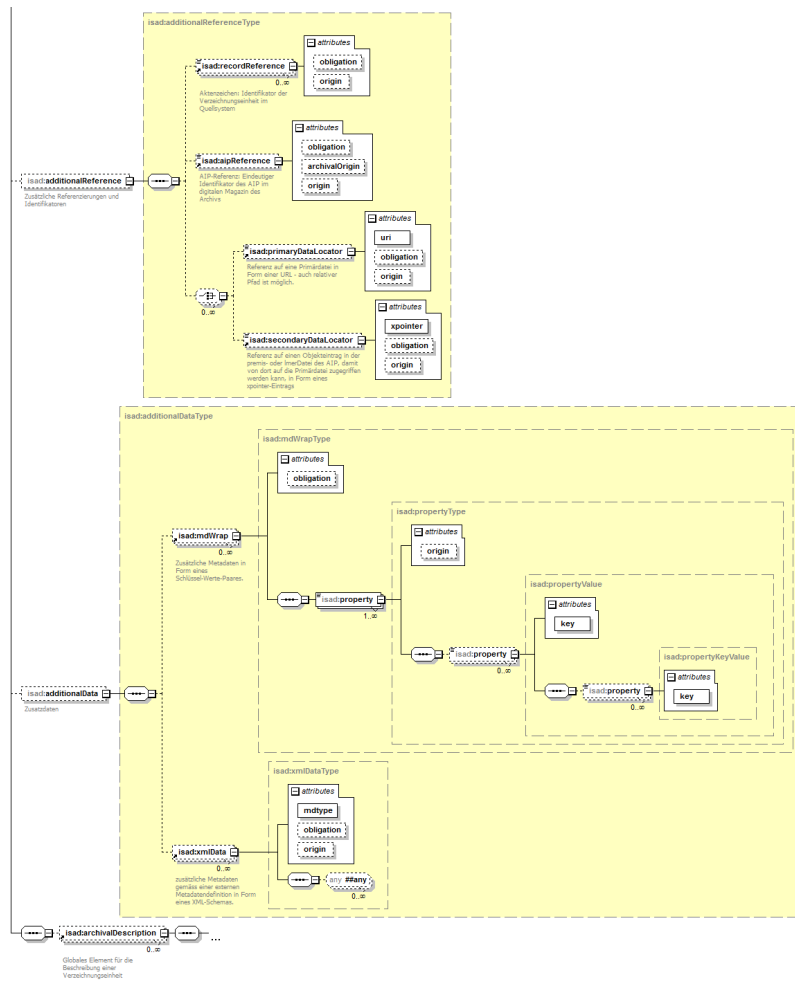 isad:additionalReferenceType
attributes
isad:recordReference
obligation
0..∞
origin
Aktenzeichen: Identifikator der
Verzeichnungseinheit im
Quellsystem
attributes
obligation
isad:aipReference
archivalOrigin
AIP-Referenz: Eindeutiger
Identifikator des AIP im
digitalen Magazin des
Archivs
origin
isad:additionalReference
Zusätzliche Referenzierungen und
Identifikatoren
attributes
uri
isad:primaryDataLocator
obligation
Referenz auf eine Primärdatei in
Form einer URL - auch relativer
Pfad ist möglich.
origin
0..∞
attributes
xpointer
isad:secondaryDataLocator
obligation
Referenz auf einen Objekteintrag in der
premis- oder lmerDatei des AIP, damit
von dort auf die Primärdatei zugegriffen
werden kann, in Form eines
xpointer-Eintrags
origin
isad:additionalDataType
isad:mdWrapType
attributes
obligation
isad:propertyType
attributes
origin
isad:mdWrap
0..∞
Zusätzliche Metadaten in
Form eines
Schlüssel-Werte-Paares.
isad:propertyValue
attributes
key
isad:property
1..∞
isad:property
0..∞
isad:propertyKeyValue
attributes
key
isad:property
0..∞
isad:additionalData
Zusatzdaten
isad:xmlDataType
attributes
mdtype
obligation
origin
isad:xmlData
0..∞
zusätzliche Metadaten
gemäss einer externen
Metadatendefinition in Form
eines XML-Schemas.
any ##any
0..∞
isad:archivalDescription
...
0..∞
Globales Element für die
Beschreibung einer
Verzeichnungseinheit